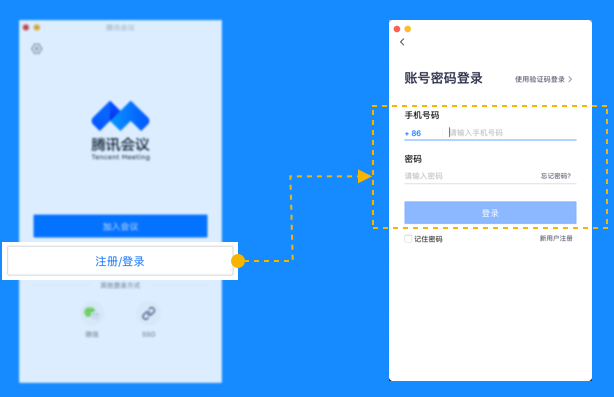 腾讯会议
腾讯会议
Tencent Meeting
加入会议
注册/登录
其他登录方式
微信
SSO
账号密码登录
使用验证码登录 >
手机号码
+ 86
请输入手机号码
密码
请输入密码
忘记密码?
登录
记住密码
新用户注册